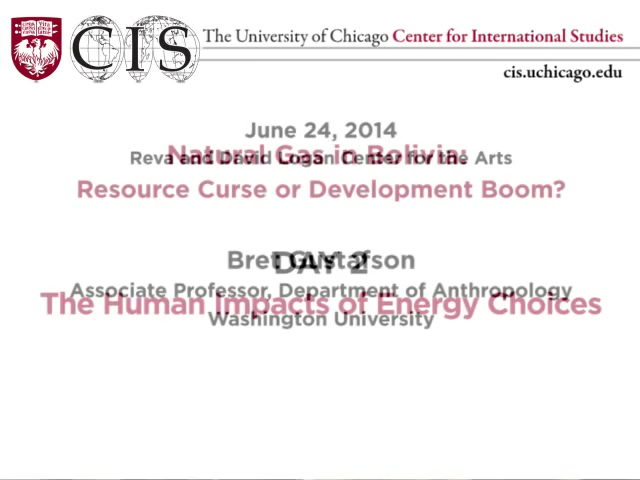 CIS
The University of Chicago Center for International Studies
cis.uchicago.edu
June 24, 2014
Natural Gas in Bolivia:
Reva and David Logan Center for the Arts
Resource Curse or Development Boom?
Bret Gustafson
DAY 2
Associate Professor, Department of Anthropology
The Human Impacts of Energy Choices
Washington University